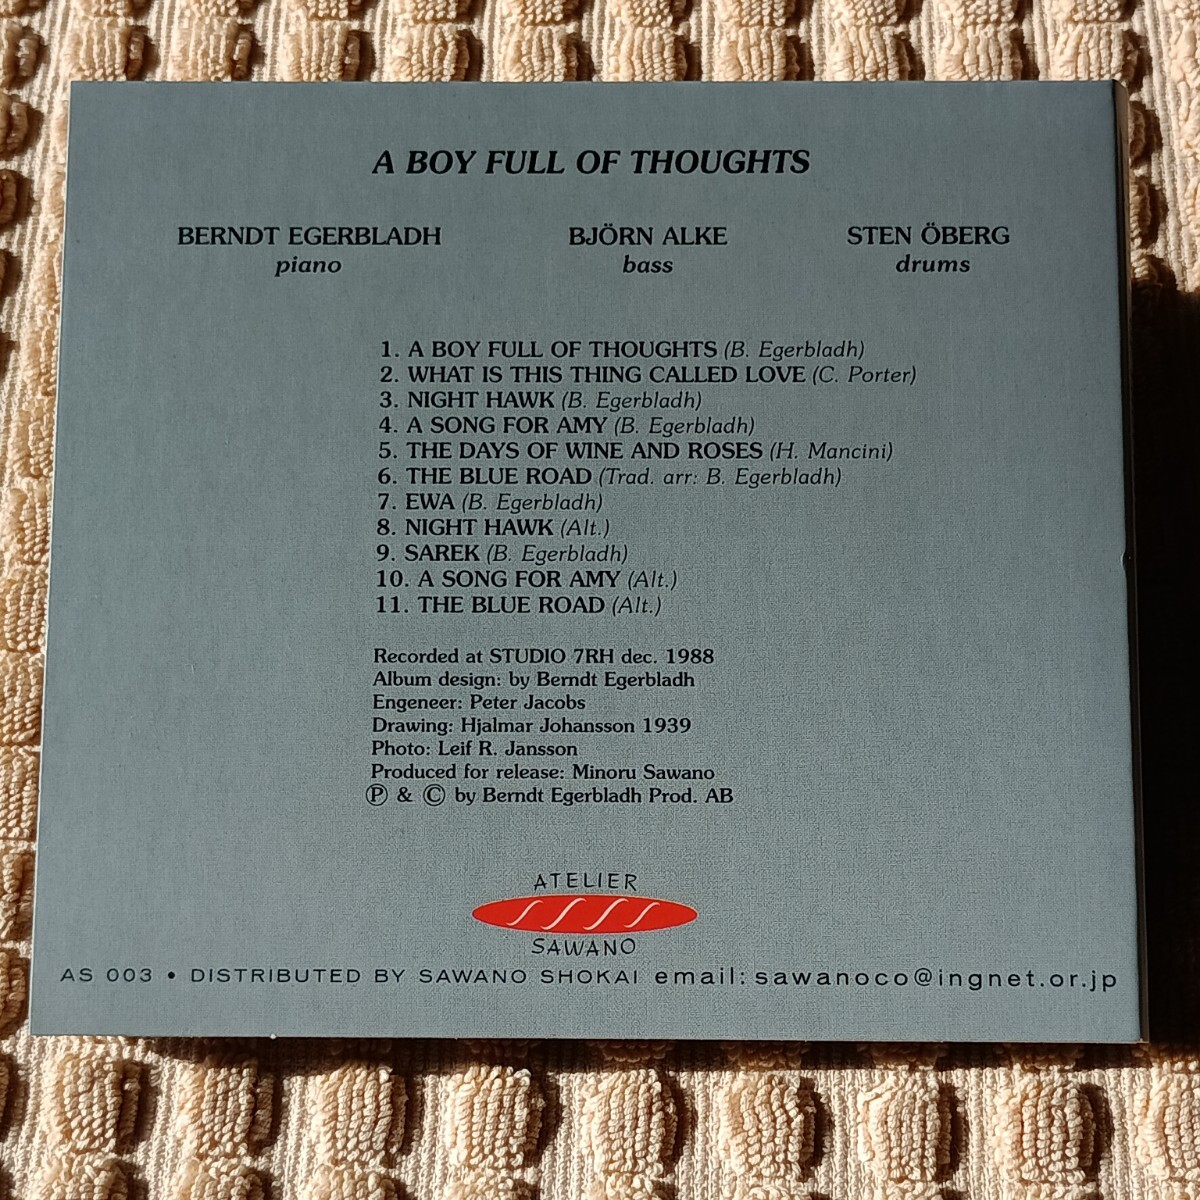 A BOY FULL OF THOUGHTS
BERNDT EGERBLADH
piano
BJÖRN ALKE
bass
STEN ÖBERG
drums
1. A BOY FULL OF THOUGHTS (B. Egerbladh)
2. WHAT IS THIS THING CALLED LOVE (C. Porter)
3. NIGHT HAWK (B. Egerbladh)
4. A SONG FOR AMY (B. Egerbladh)
5. THE DAYS OF WINE AND ROSES (H. Mancini)
6. THE BLUE ROAD (Trad. arr: B. Egerbladh)
7. EWA (B. Egerbladh)
8. NIGHT HAWK (Alt.)
9. SAREK (B. Egerbladh)
10. A SONG FOR AMY (Alt.)
11. THE BLUE ROAD (Alt.)
Recorded at STUDIO 7RH dec. 1988
Album design: by Berndt Egerbladh
Engeneer: Peter Jacobs
Drawing: Hjalmar Johansson 1939
Photo: Leif R. Jansson
Produced for release: Minoru Sawano
Ⓟ & Ⓒ by Berndt Egerbladh Prod. AB
ATELIER
SAWANO
AS 003 • DISTRIBUTED BY SAWANO SHOKAI email: sawanoco@ingnet.or.jp